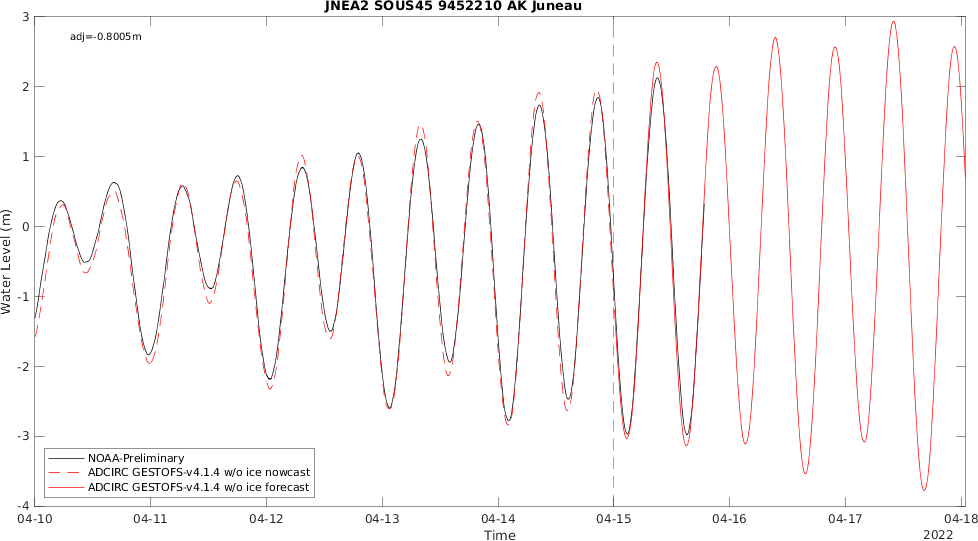 JNEA2 SOUS45 9452210 AK Juneau
adj=-0.8005m
3
2
1
0
-1
-2
-3
-4
Water Level (m)
NOAA-Preliminary
ADCIRC GESTOFS-v4.1.4 w/o ice nowcast
ADCIRC GESTOFS-v4.1.4 w/o ice forecast
04-10 04-11 04-12 04-13 04-14 04-15 04-16 04-17 04-18
Time
2022